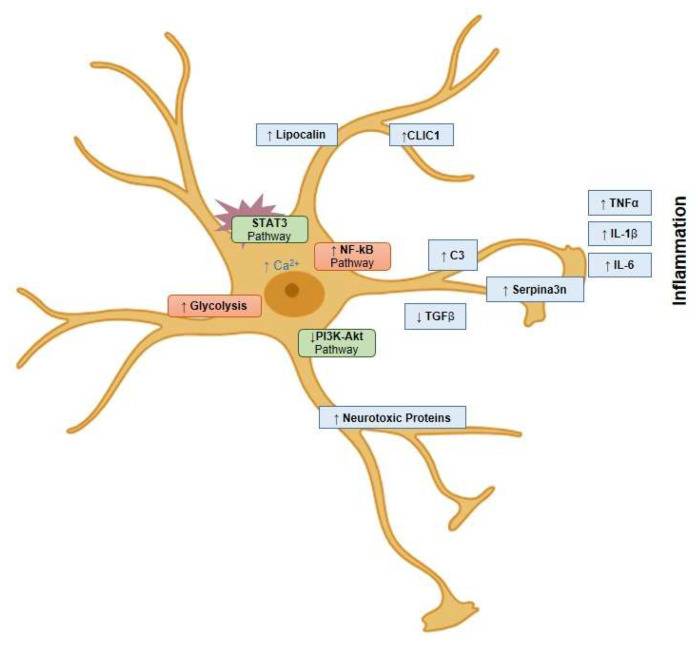 ↑ Lipocalin
↑CLIC1
↑ TNFα
STAT3
Pathway
↑ IL-1β
↑ NF-kB
Pathway
↑ C3
↑ Ca²⁺
↑ IL-6
↑ Serpina3n
Inflammation
↑ Glycolysis
↓ TGFβ
↓PI3K-Akt
Pathway
↑ Neurotoxic Proteins